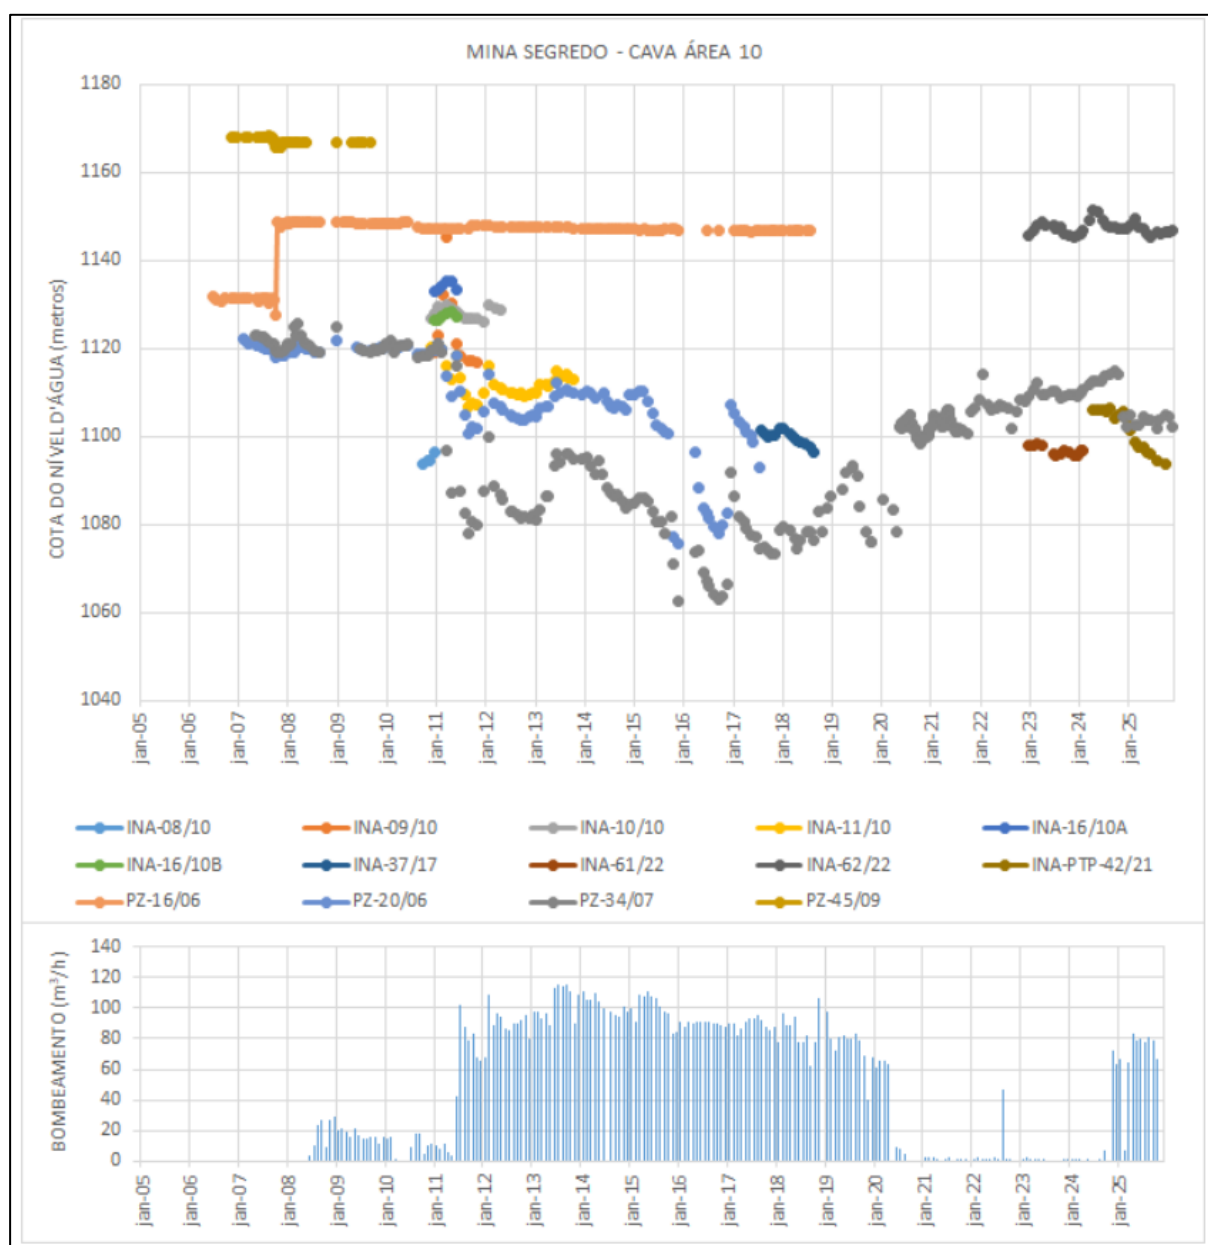 MINA SEGREDO - CAVA ÁREA 10
COTA DO NÍVEL D'ÁGUA (metros)
1180
1160
1140
1120
1100
1080
1060
1040
jan-05
jan-06
jan-07
jan-08
jan-09
jan-10
jan-11
jan-12
jan-13
jan-14
jan-15
jan-16
jan-17
jan-18
jan-19
jan-20
jan-21
jan-22
jan-23
jan-24
jan-25
INA-08/10 INA-09/10 INA-10/10 INA-11/10 INA-16/10A
INA-16/10B INA-37/17 INA-61/22 INA-62/22 INA-PTP-42/21
PZ-16/06 PZ-20/06 PZ-34/07 PZ-45/09
BOMBEAMENTO (m³/h)
140
120
100
80
60
40
20
0
jan-05
jan-06
jan-07
jan-08
jan-09
jan-10
jan-11
jan-12
jan-13
jan-14
jan-15
jan-16
jan-17
jan-18
jan-19
jan-20
jan-21
jan-22
jan-23
jan-24
jan-25